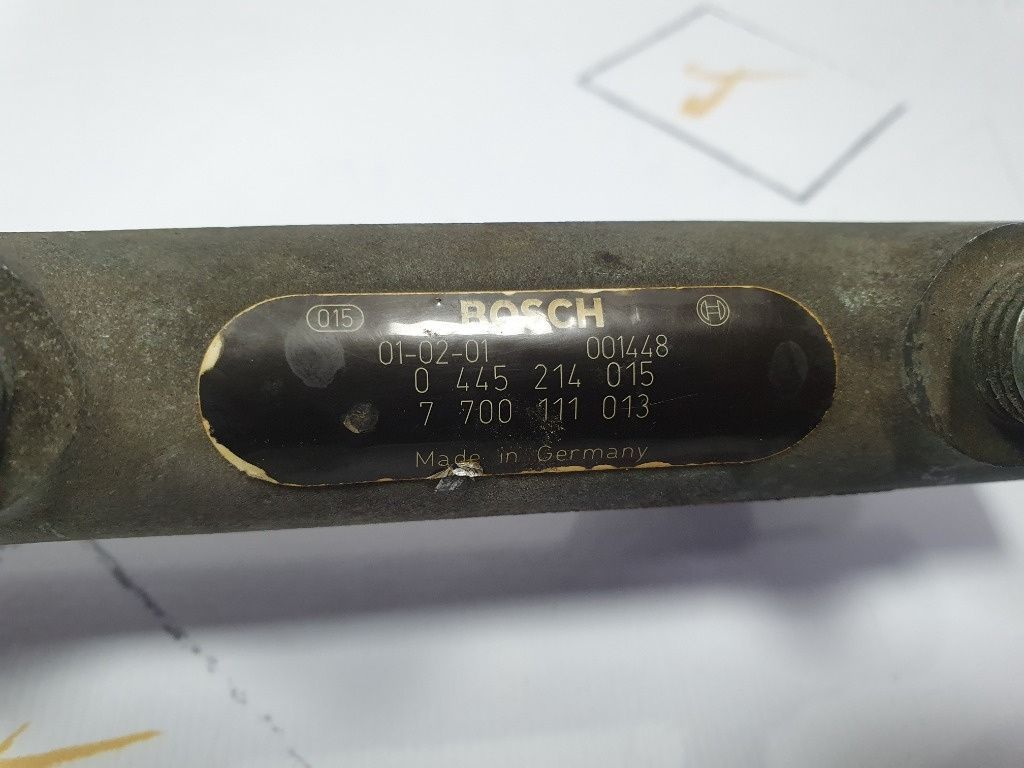 015 BOSCH
01-02-01 001448
0 445 214 015
7 700 111 013
Made in Germany